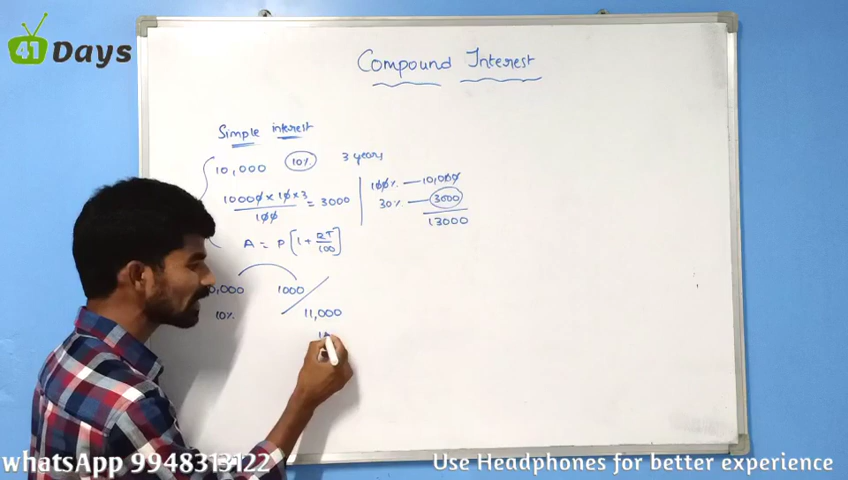 41 Days
Compound Interest
Simple interest
10,000 10% 3 years
10000 × 10 × 3 / 100 = 3000
100% — 10,000
30% — 3000
13000
A = P [1 + RT/100]
0,000 1000
10%
11,000
whatsApp 9948313122
Use Headphones for better experience